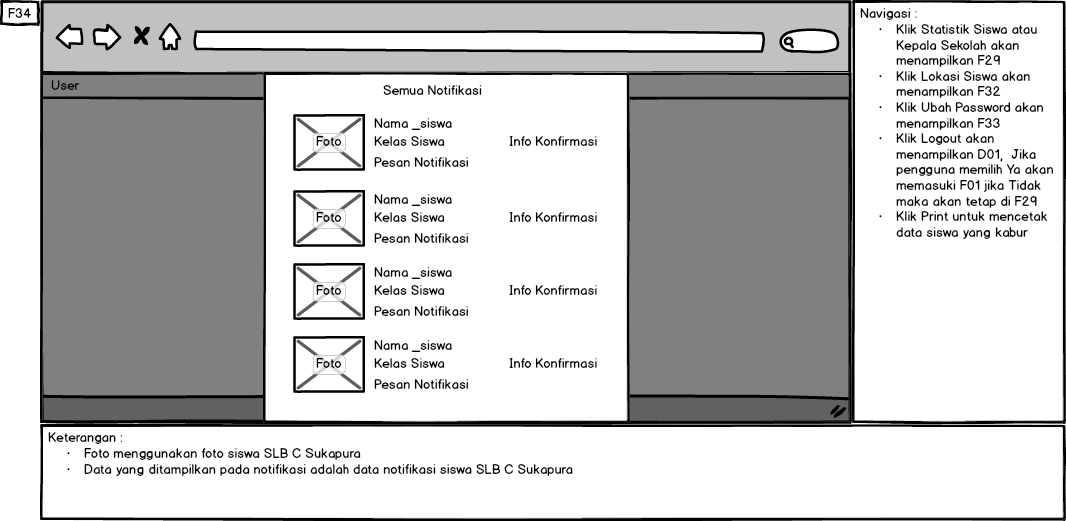 F34
User
Semua Notifikasi
Foto
Nama _siswa
Kelas Siswa
Pesan Notifikasi
Info Konfirmasi
Foto
Nama _siswa
Kelas Siswa
Pesan Notifikasi
Info Konfirmasi
Foto
Nama _siswa
Kelas Siswa
Pesan Notifikasi
Info Konfirmasi
Foto
Nama _siswa
Kelas Siswa
Pesan Notifikasi
Info Konfirmasi
Navigasi :
· Klik Statistik Siswa atau
Kepala Sekolah akan
menampilkan F29
· Klik Lokasi Siswa akan
menampilkan F32
· Klik Ubah Password akan
menampilkan F33
· Klik Logout akan
menampilkan D01, Jika
pengguna memilih Ya akan
memasuki F01 jika Tidak
maka akan tetap di F29
· Klik Print untuk mencetak
data siswa yang kabur
Keterangan :
· Foto menggunakan foto siswa SLB C Sukapura
· Data yang ditampilkan pada notifikasi adalah data notifikasi siswa SLB C Sukapura